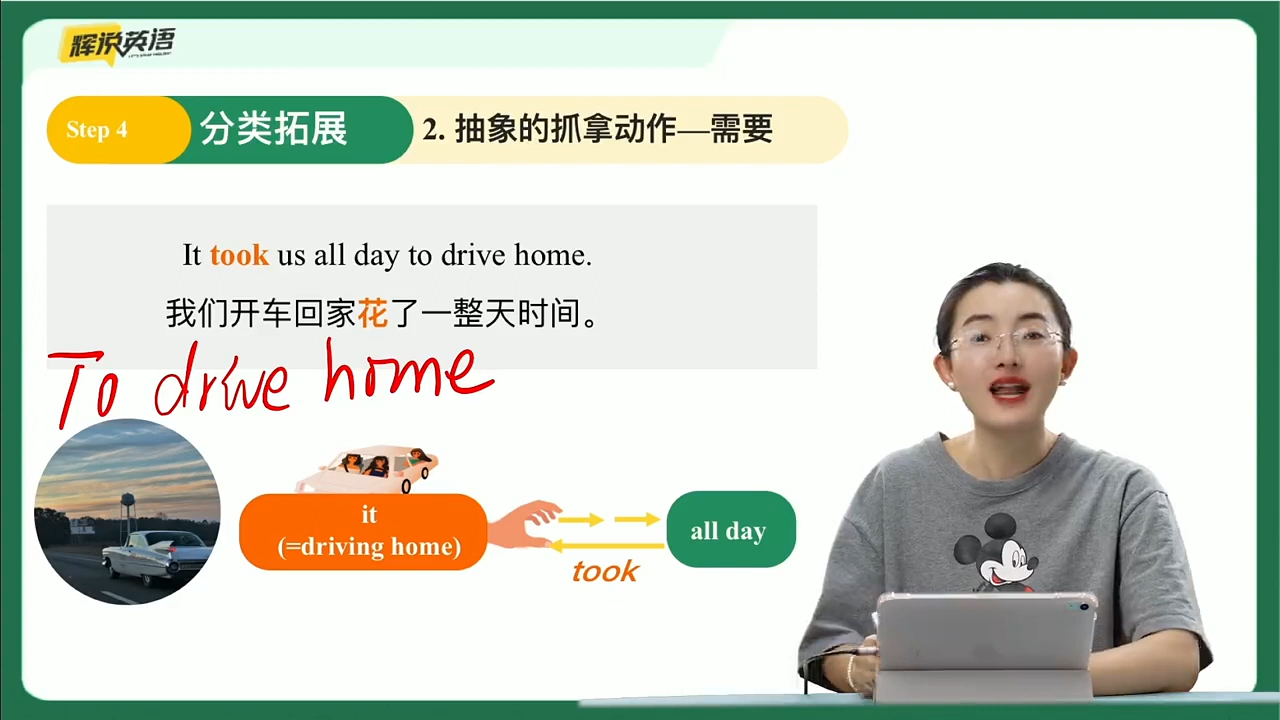 辉说英语
Step 4
分类拓展
2. 抽象的抓拿动作—需要
It took us all day to drive home.
我们开车回家花了一整天时间。
To drive home
it
(=driving home)
all day
took